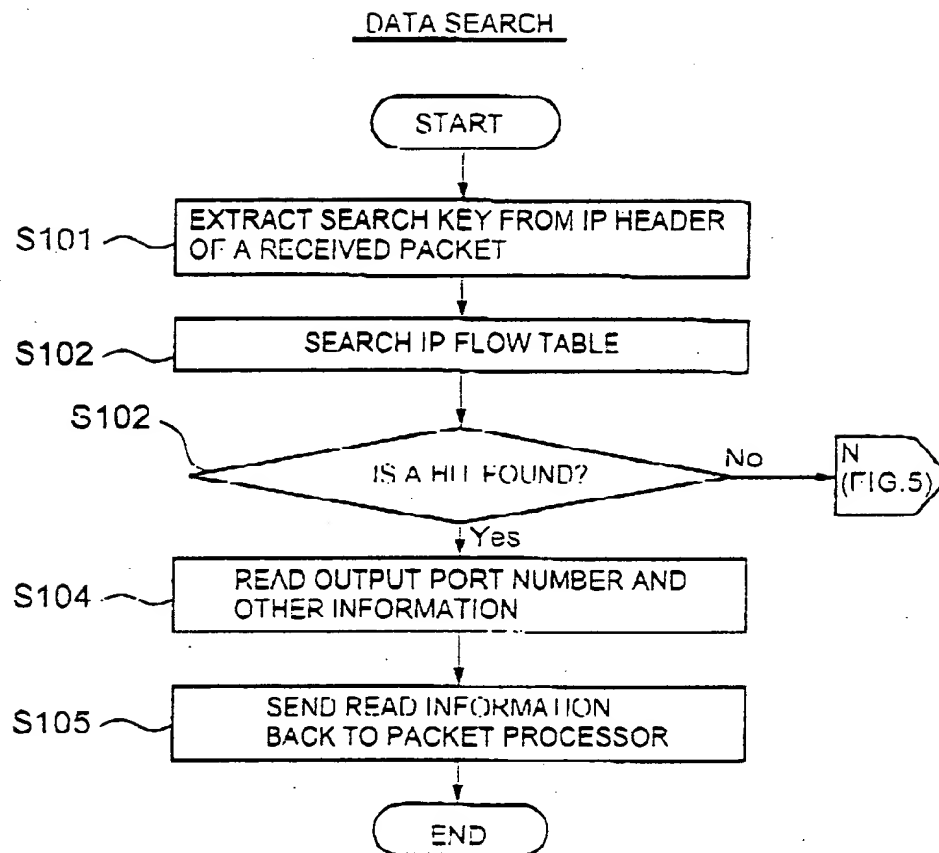 DATA SEARCH
START
S101
EXTRACT SEARCH KEY FROM IP HEADER
OF A RECEIVED PACKET
S102
SEARCH IP FLOW TABLE
S102
IS A HIT FOUND?
No
N
(FIG.5)
Yes
S104
READ OUTPUT PORT NUMBER AND
OTHER INFORMATION
S105
SEND READ INFORMATION
BACK TO PACKET PROCESSOR
END